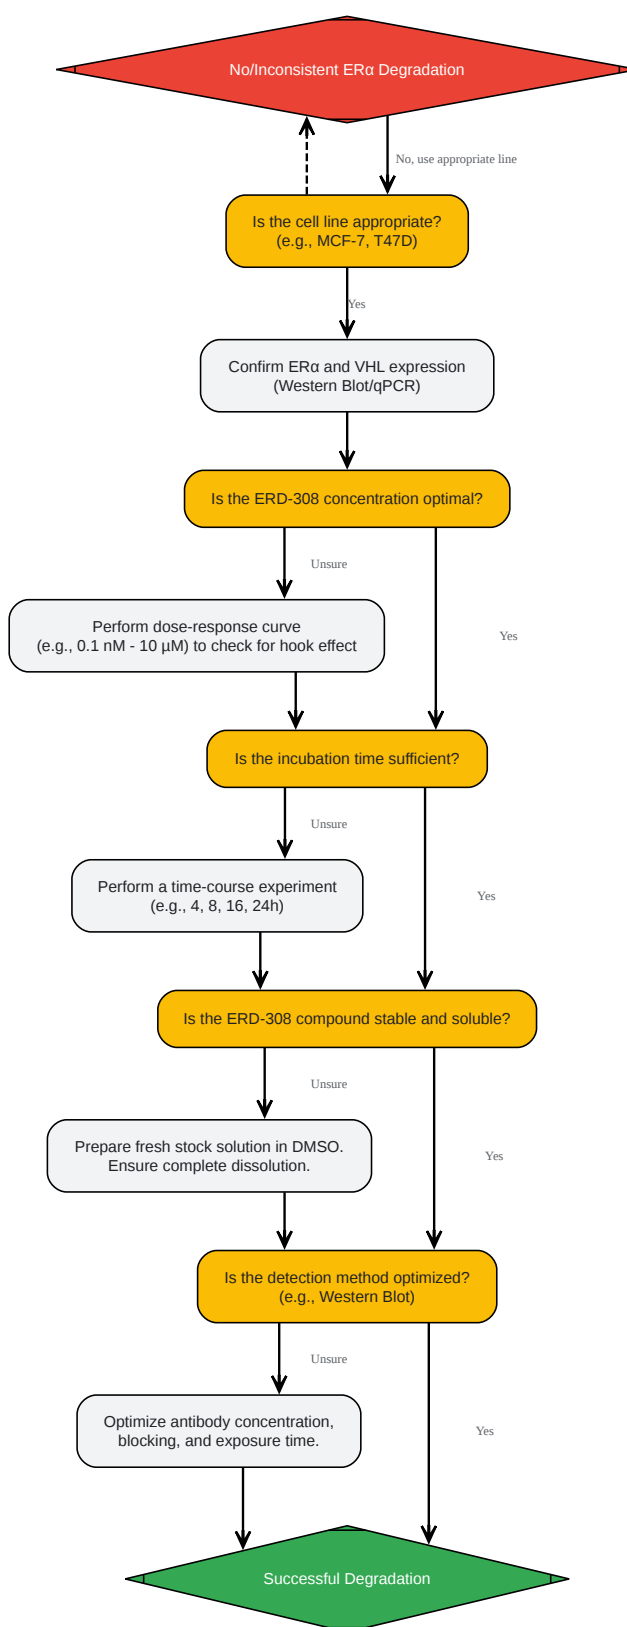 No/Inconsistent ERα Degradation
No, use appropriate line
Is the cell line appropriate?
(e.g., MCF-7, T47D)
Yes
Confirm ERα and VHL expression
(Western Blot/qPCR)
Is the ERD-308 concentration optimal?
Unsure
Perform dose-response curve
(e.g., 0.1 nM - 10 µM) to check for hook effect
Yes
Is the incubation time sufficient?
Unsure
Perform a time-course experiment
(e.g., 4, 8, 16, 24h)
Yes
Is the ERD-308 compound stable and soluble?
Unsure
Prepare fresh stock solution in DMSO.
Ensure complete dissolution.
Yes
Is the detection method optimized?
(e.g., Western Blot)
Unsure
Optimize antibody concentration,
blocking, and exposure time.
Yes
Successful Degradation